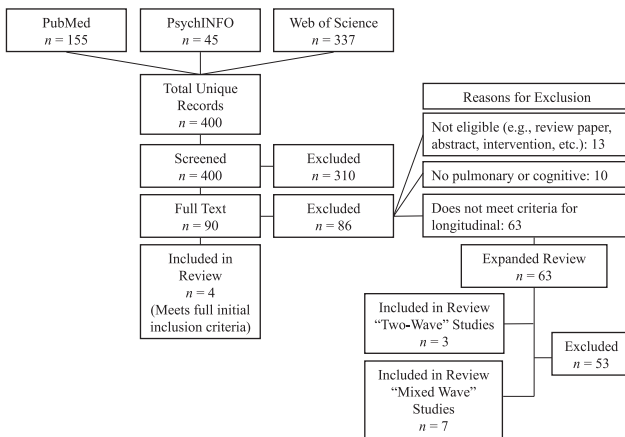 PubMed
n = 155
PsychINFO
n = 45
Web of Science
n = 337
Total Unique
Records
n = 400
Screened
n = 400
Excluded
n = 310
Full Text
n = 90
Excluded
n = 86
Included in
Review
n = 4
(Meets full initial
inclusion criteria)
Reasons for Exclusion
Not eligible (e.g., review paper,
abstract, intervention, etc.): 13
No pulmonary or cognitive: 10
Does not meet criteria for
longitudinal: 63
Expanded Review
n = 63
Included in Review
“Two-Wave” Studies
n = 3
Excluded
n = 53
Included in Review
“Mixed Wave”
Studies
n = 7